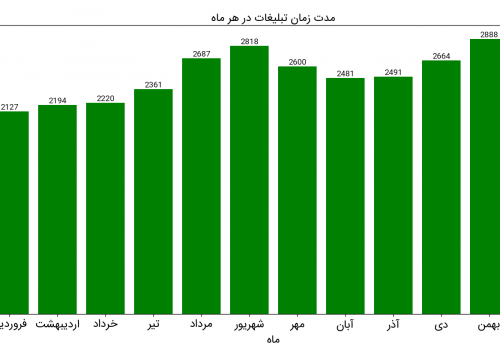 مدت زمان تبلیغات در هر ماه
2127
2194
2220
2361
2687
2818
2600
2481
2491
2664
2888
اردیبهشت
خرداد
تیر
مرداد
شهریور
مهر
آبان
آذر
دی
بهمن
ماه